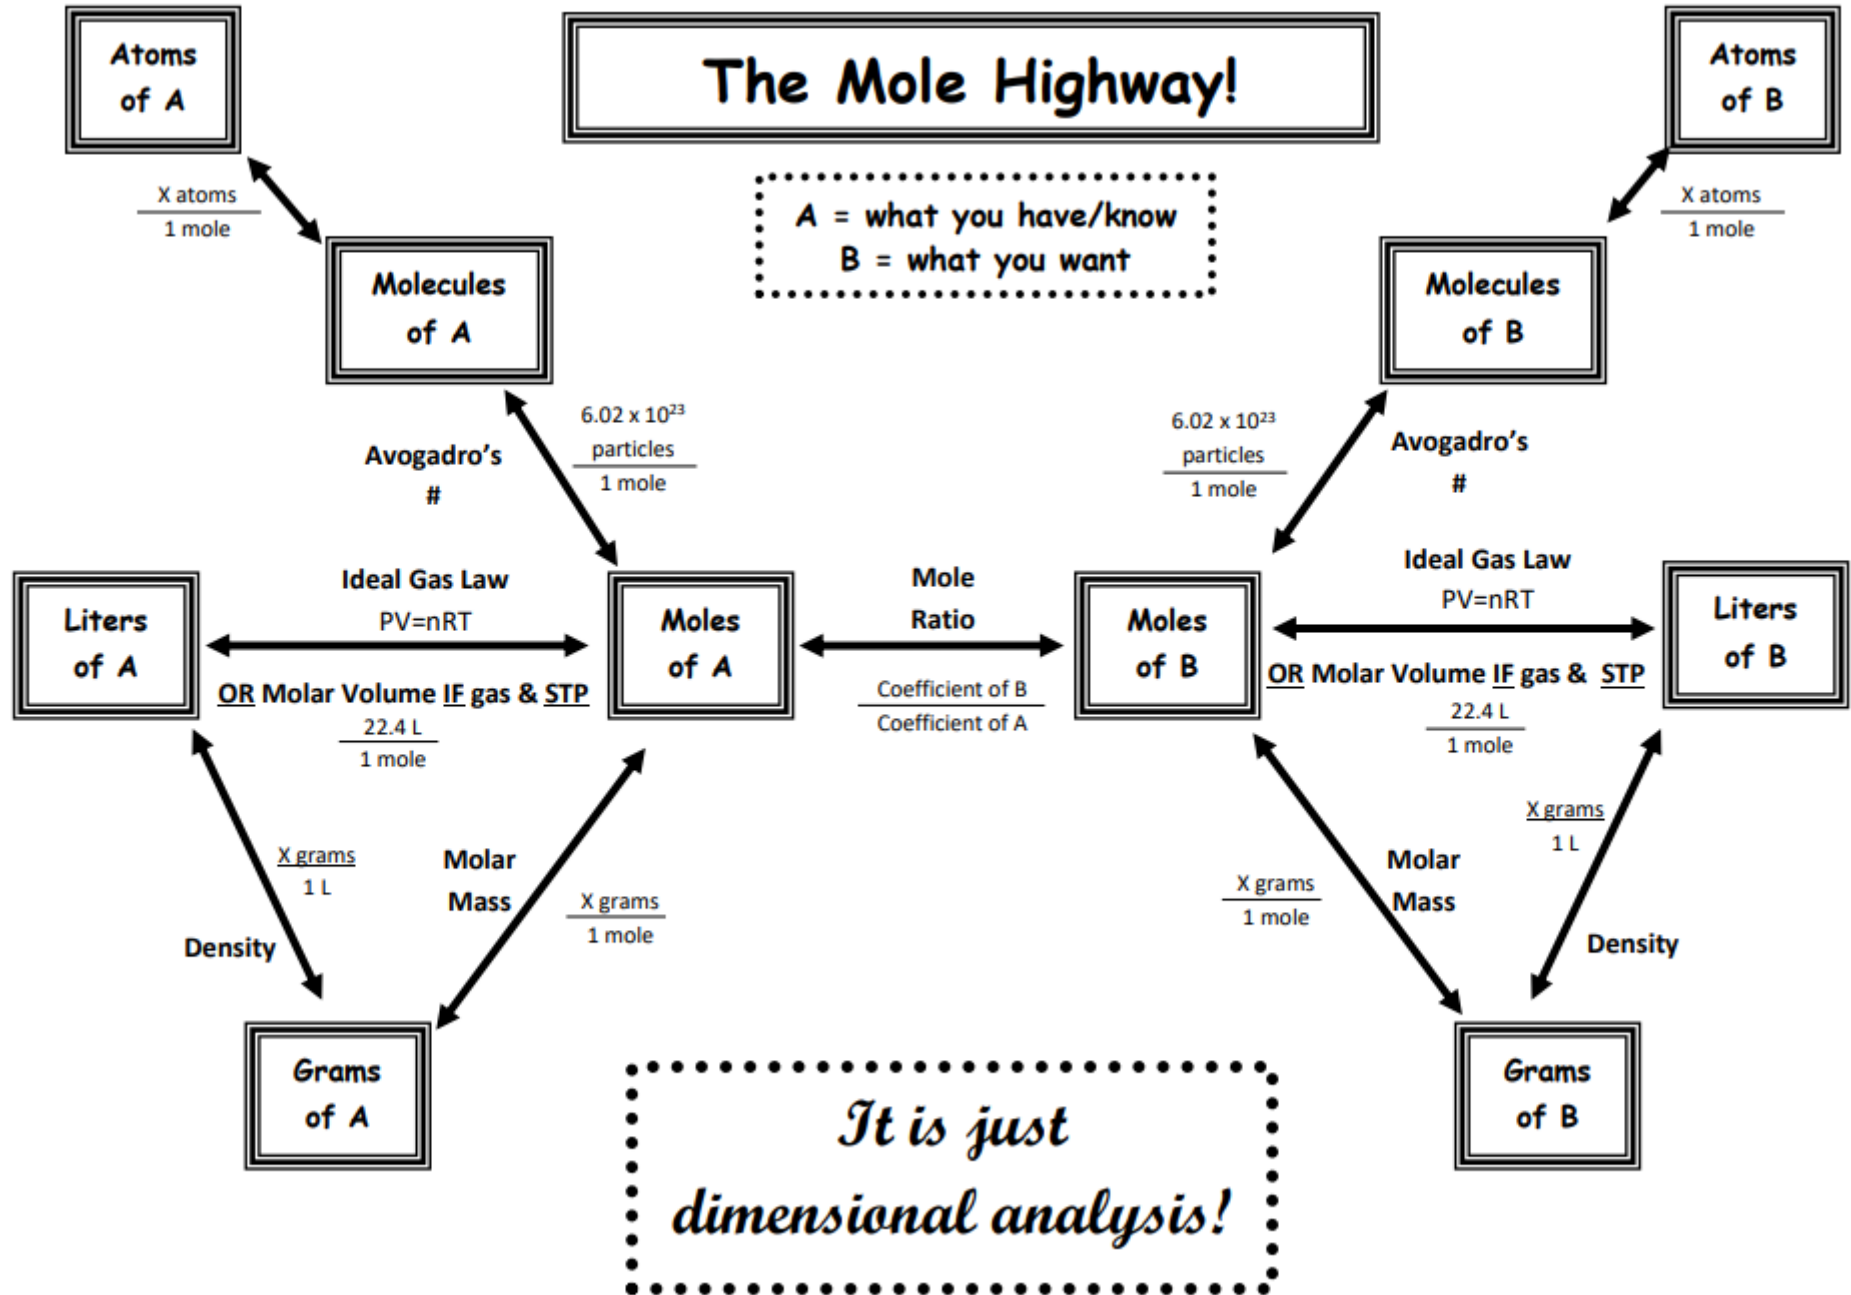 The Mole Highway!
Atoms
of A
Atoms
of B
A = what you have/know
B = what you want
X atoms
1 mole
X atoms
1 mole
Molecules
of A
Molecules
of B
Avogadro’s
#
6.02 x 10²³
particles
1 mole
6.02 x 10²³
particles
1 mole
Avogadro’s
#
Liters
of A
Ideal Gas Law
PV=nRT
OR Molar Volume IF gas & STP
22.4 L
1 mole
Moles
of A
Mole
Ratio
Coefficient of B
Coefficient of A
Moles
of B
Ideal Gas Law
PV=nRT
OR Molar Volume IF gas & STP
22.4 L
1 mole
Liters
of B
X grams
1 L
Density
Molar
Mass
X grams
1 mole
X grams
1 mole
Molar
Mass
X grams
1 L
Density
Grams
of A
Grams
of B
It is just
dimensional analysis!